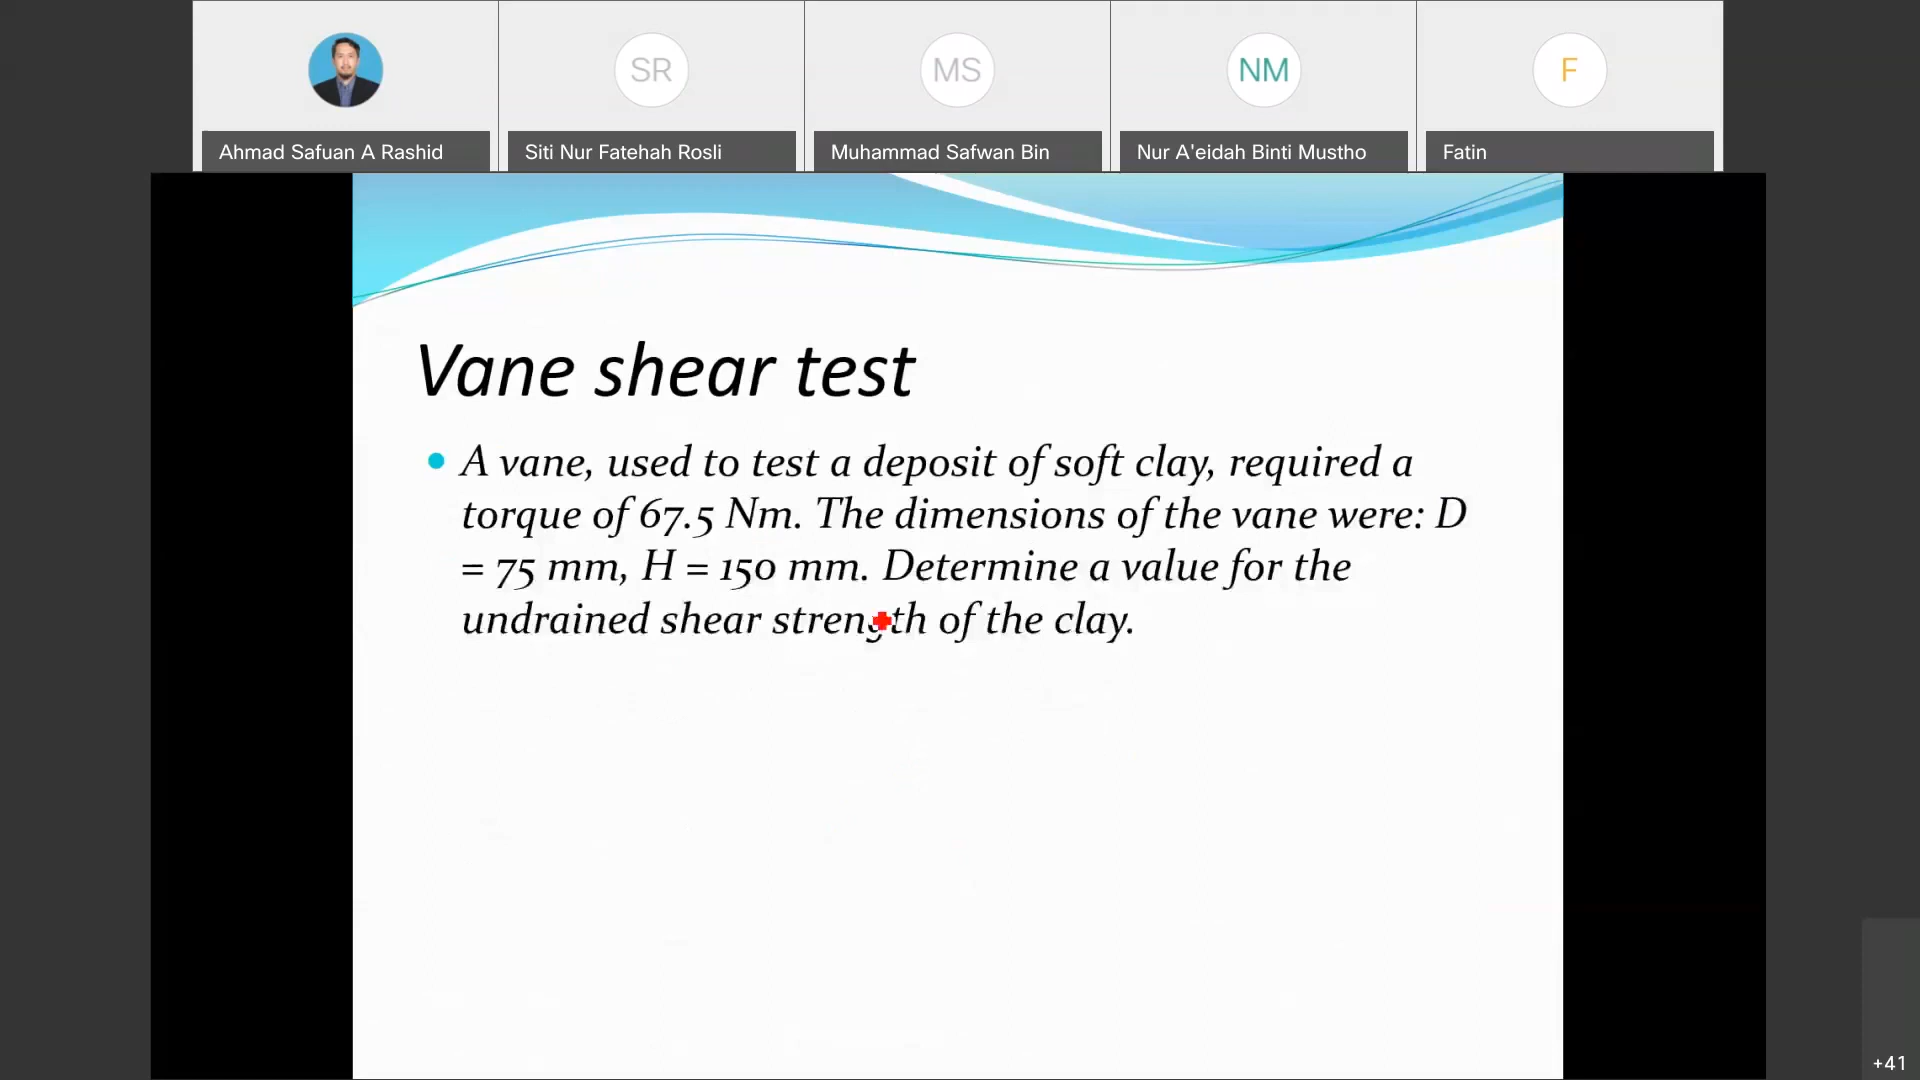 SR
MS
NM
F
Ahmad Safuan A Rashid
Siti Nur Fatehah Rosli
Muhammad Safwan Bin
Nur A'eidah Binti Mustho
Fatin
Vane shear test
A vane, used to test a deposit of soft clay, required a
torque of 67.5 Nm. The dimensions of the vane were: D
= 75 mm, H = 150 mm. Determine a value for the
undrained shear strength of the clay.
+41